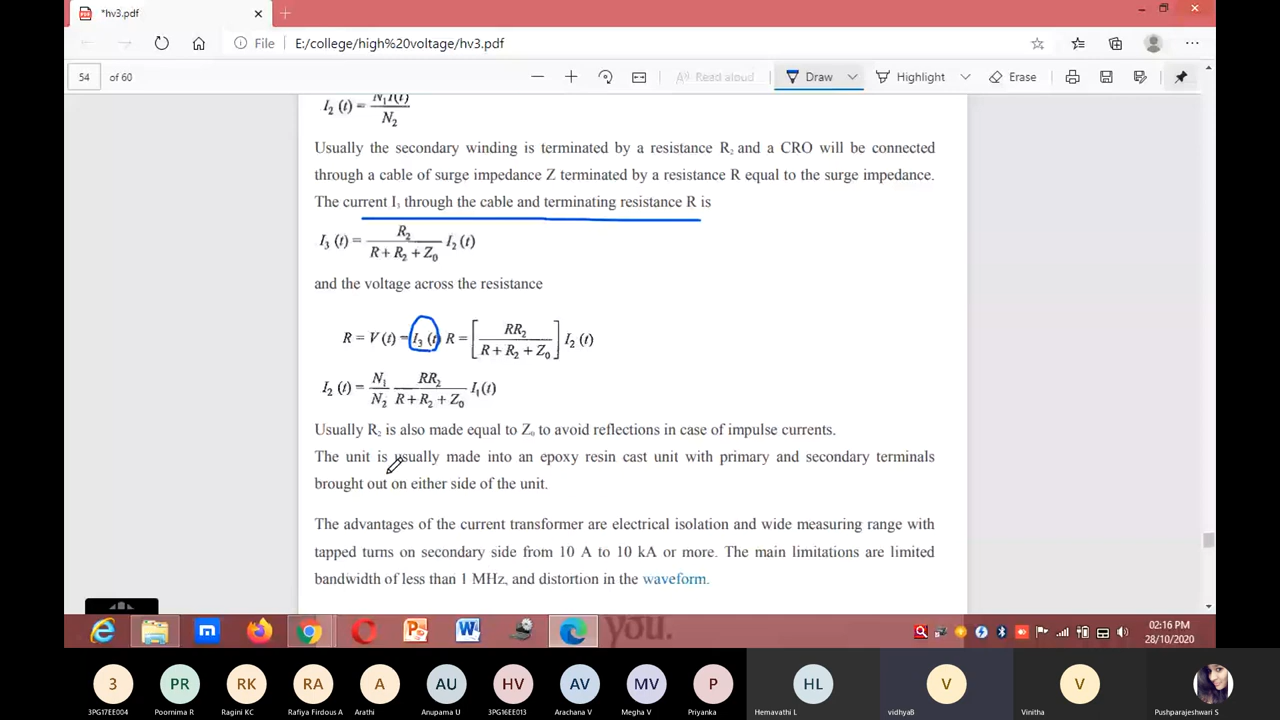 *hv3.pdf
File E:/college/high%20voltage/hv3.pdf
54 of 60 Read aloud Draw Highlight Erase
I₂ (t) = N₁I(t) / N₂
Usually the secondary winding is terminated by a resistance R₂ and a CRO will be connected
through a cable of surge impedance Z terminated by a resistance R equal to the surge impedance.
The current I₃ through the cable and terminating resistance R is
I₃ (t) = R₂ / R + R₂ + Z₀ I₂ (t)
and the voltage across the resistance
R = V (t) = I₃ (t) R = [ RR₂ / R + R₂ + Z₀ ] I₂ (t)
I₂ (t) = N₁ / N₂ RR₂ / R + R₂ + Z₀ I₁(t)
Usually R₂ is also made equal to Z₀ to avoid reflections in case of impulse currents.
The unit is usually made into an epoxy resin cast unit with primary and secondary terminals
brought out on either side of the unit.
The advantages of the current transformer are electrical isolation and wide measuring range with
tapped turns on secondary side from 10 A to 10 kA or more. The main limitations are limited
bandwidth of less than 1 MHz, and distortion in the waveform.
you.
02:16 PM
28/10/2020
3 PR RK RA A AU HV AV MV P HL V V
3PG17EE004 Poornima R Ragini KC Rafiya Firdous A Arathi Anupama U 3PG16EE013 Arachana V Megha V Priyanka Hemavathi L vidhyaB Vinitha Pushparajeshwari S